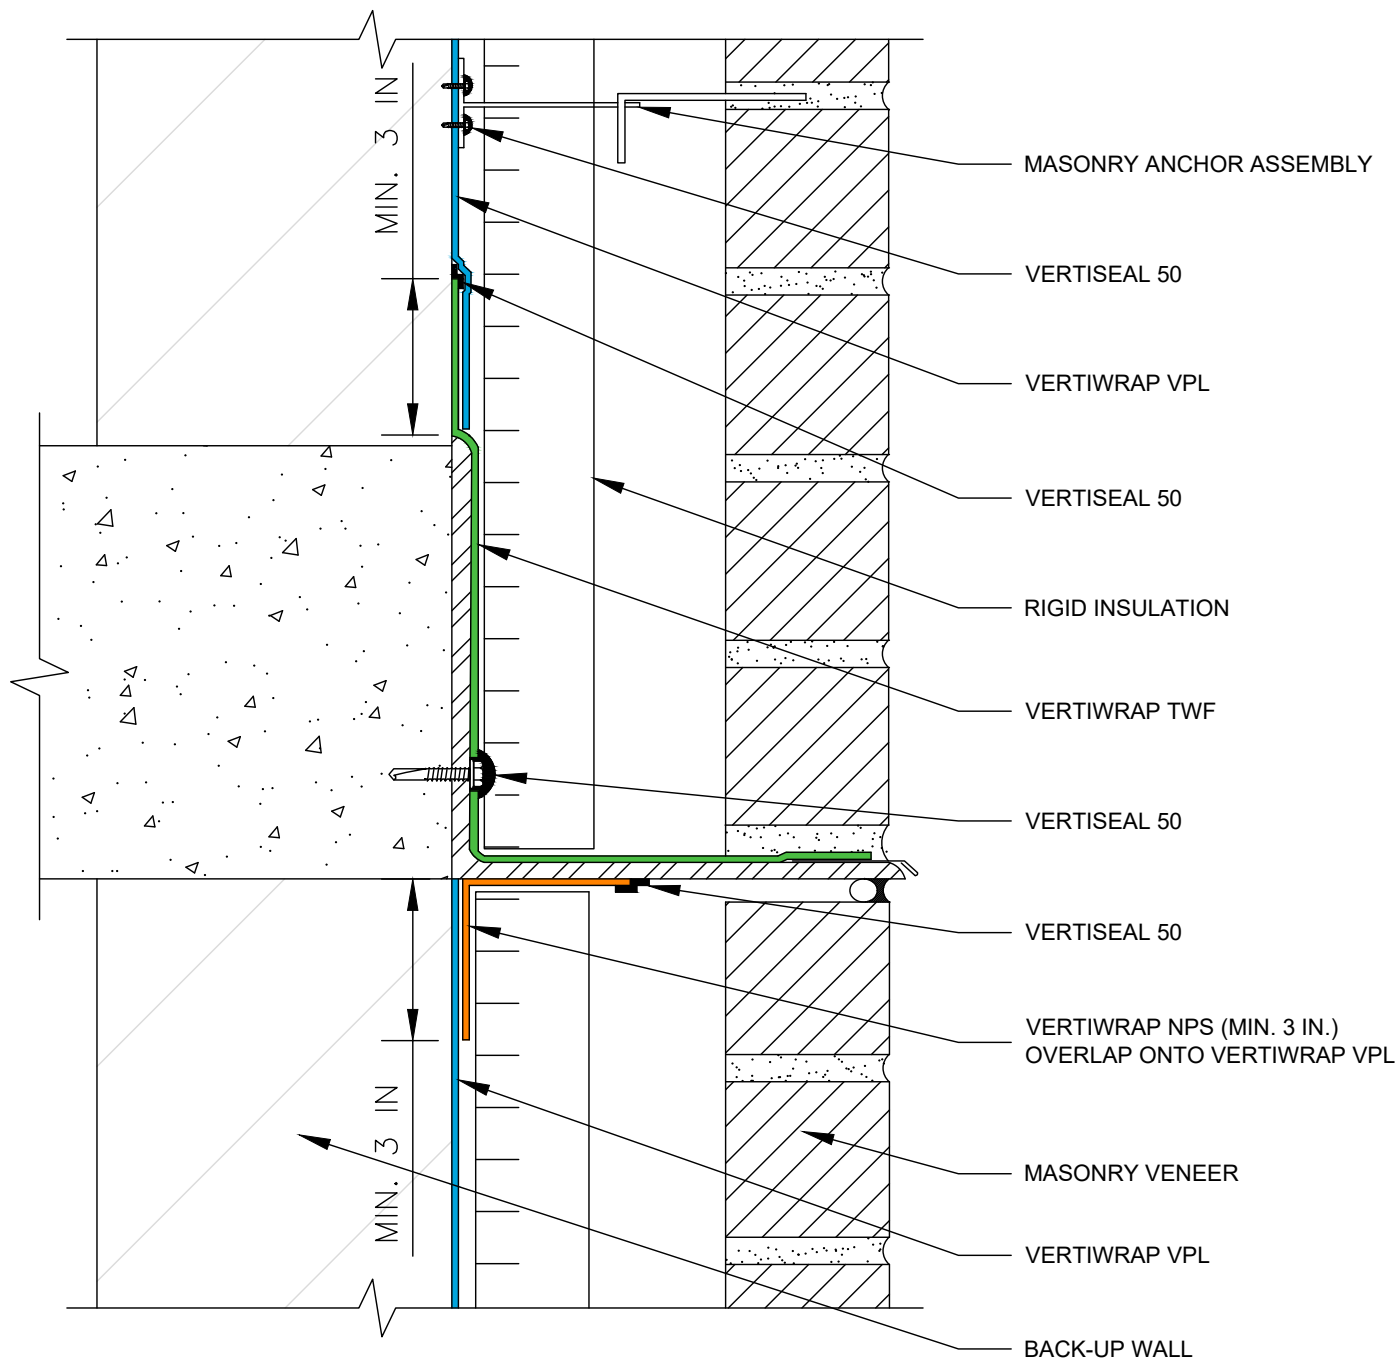 MIN. 3 IN
MASONRY ANCHOR ASSEMBLY
VERTISEAL 50
VERTIWRAP VPL
VERTISEAL 50
RIGID INSULATION
VERTIWRAP TWF
VERTISEAL 50
VERTISEAL 50
VERTIWRAP NPS (MIN. 3 IN.)
OVERLAP ONTO VERTIWRAP VPL
MIN. 3 IN
MASONRY VENEER
VERTIWRAP VPL
BACK-UP WALL